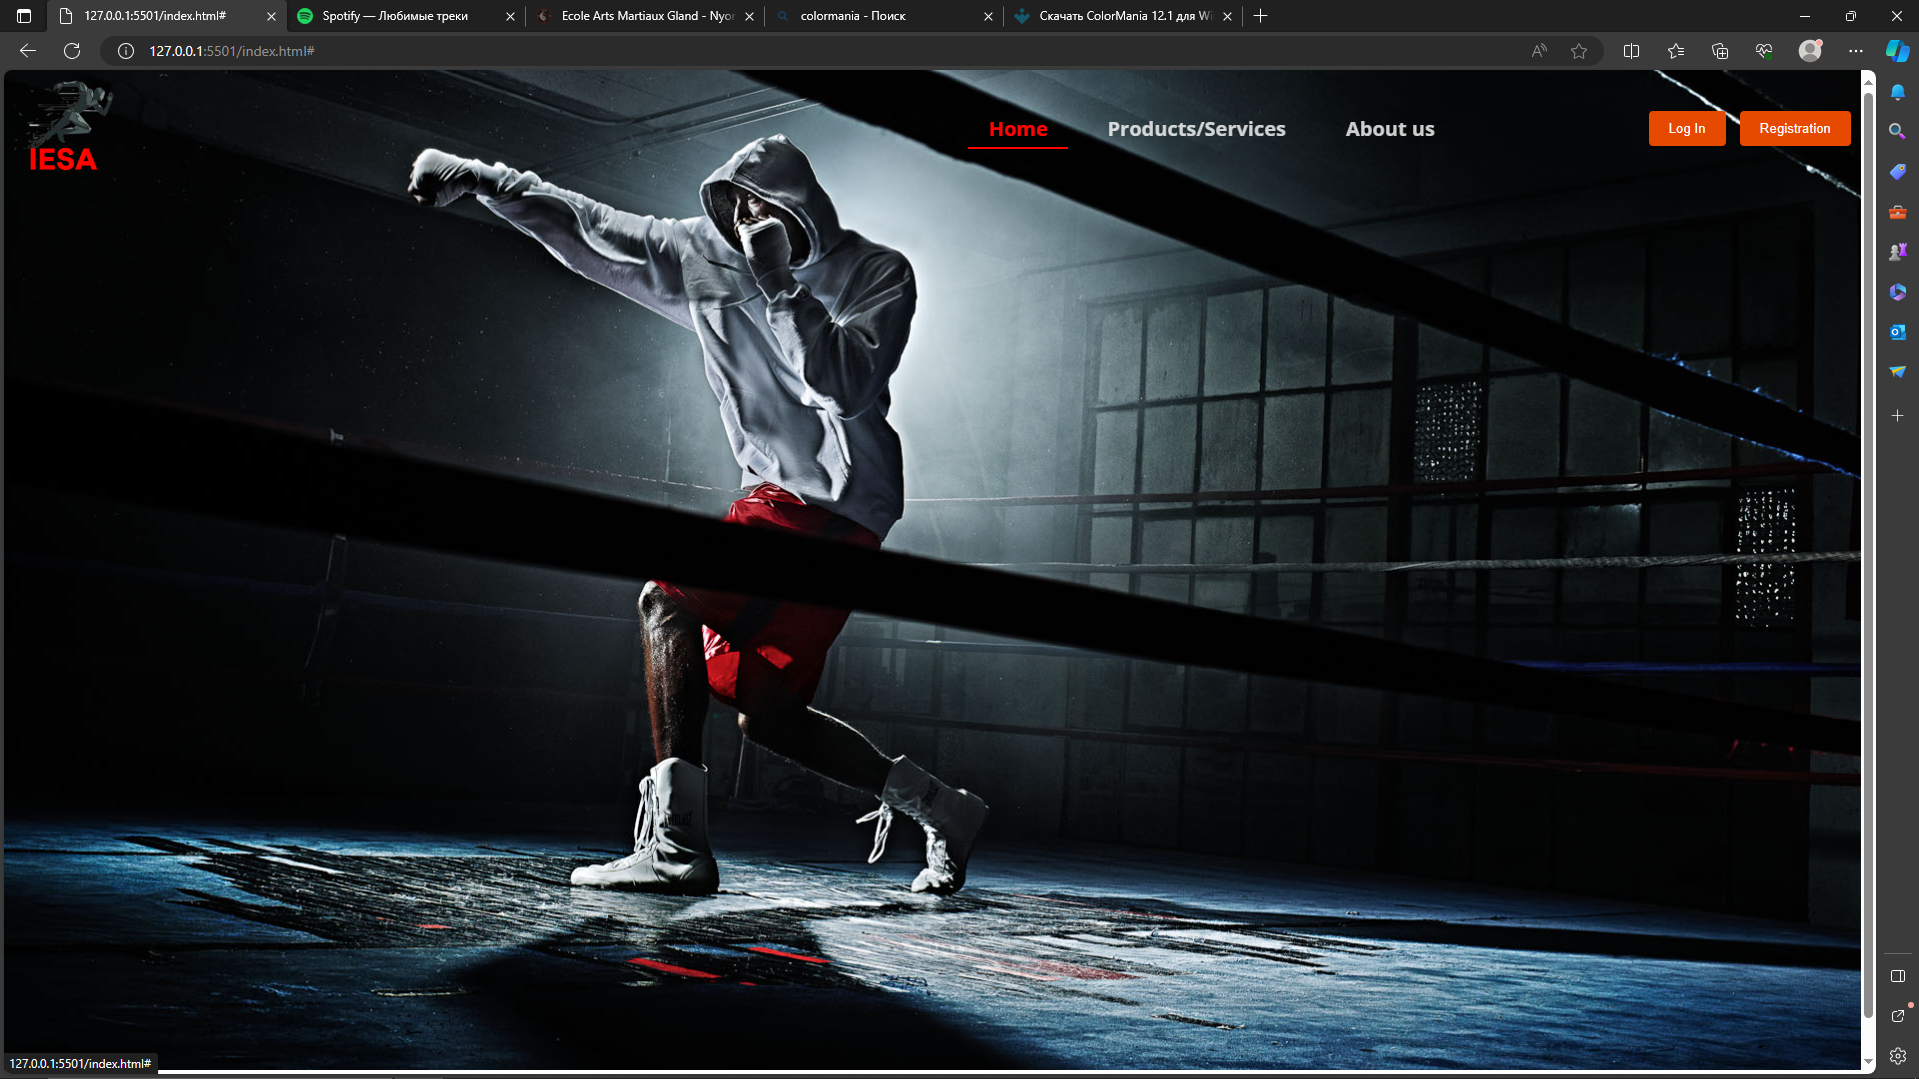 127.0.0.1:5501/index.html#
Spotify — Любимые треки
Ecole Arts Martiaux Gland - Nyon
colormania - Поиск
Скачать ColorMania 12.1 для Wi
127.0.0.1:5501/index.html#
IESA
Home
Products/Services
About us
Log In
Registration
127.0.0.1:5501/index.html#